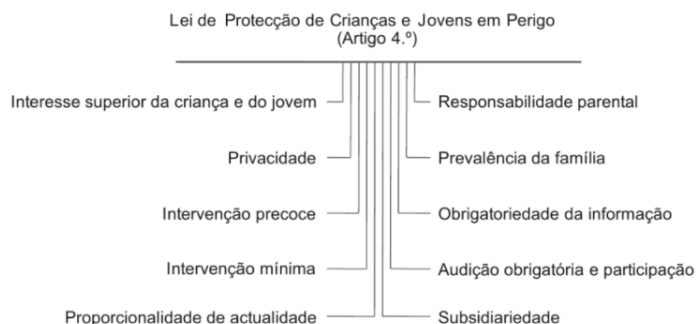 Lei de Protecção de Crianças e Jovens em Perigo
(Artigo 4.º)
Interesse superior da criança e do jovem
Responsabilidade parental
Privacidade
Prevalência da família
Intervenção precoce
Obrigatoriedade da informação
Intervenção mínima
Audição obrigatória e participação
Proporcionalidade de actualidade
Subsidiariedade